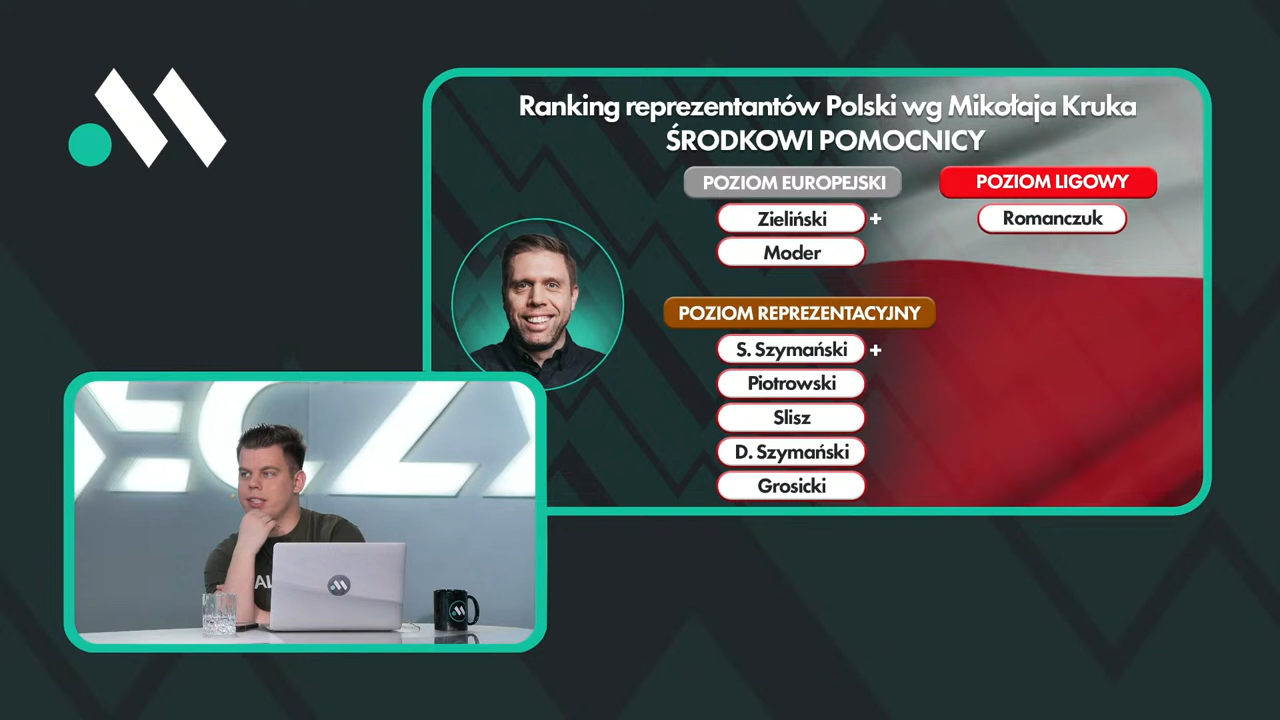 Ranking reprezentantów Polski wg Mikołaja Kruka
ŚRODKOWI POMOCNICY
POZIOM EUROPEJSKI
Zieliński +
Moder
POZIOM LIGOWY
Romanczuk
POZIOM REPREZENTACYJNY
S. Szymański +
Piotrowski
Slisz
D. Szymański
Grosicki